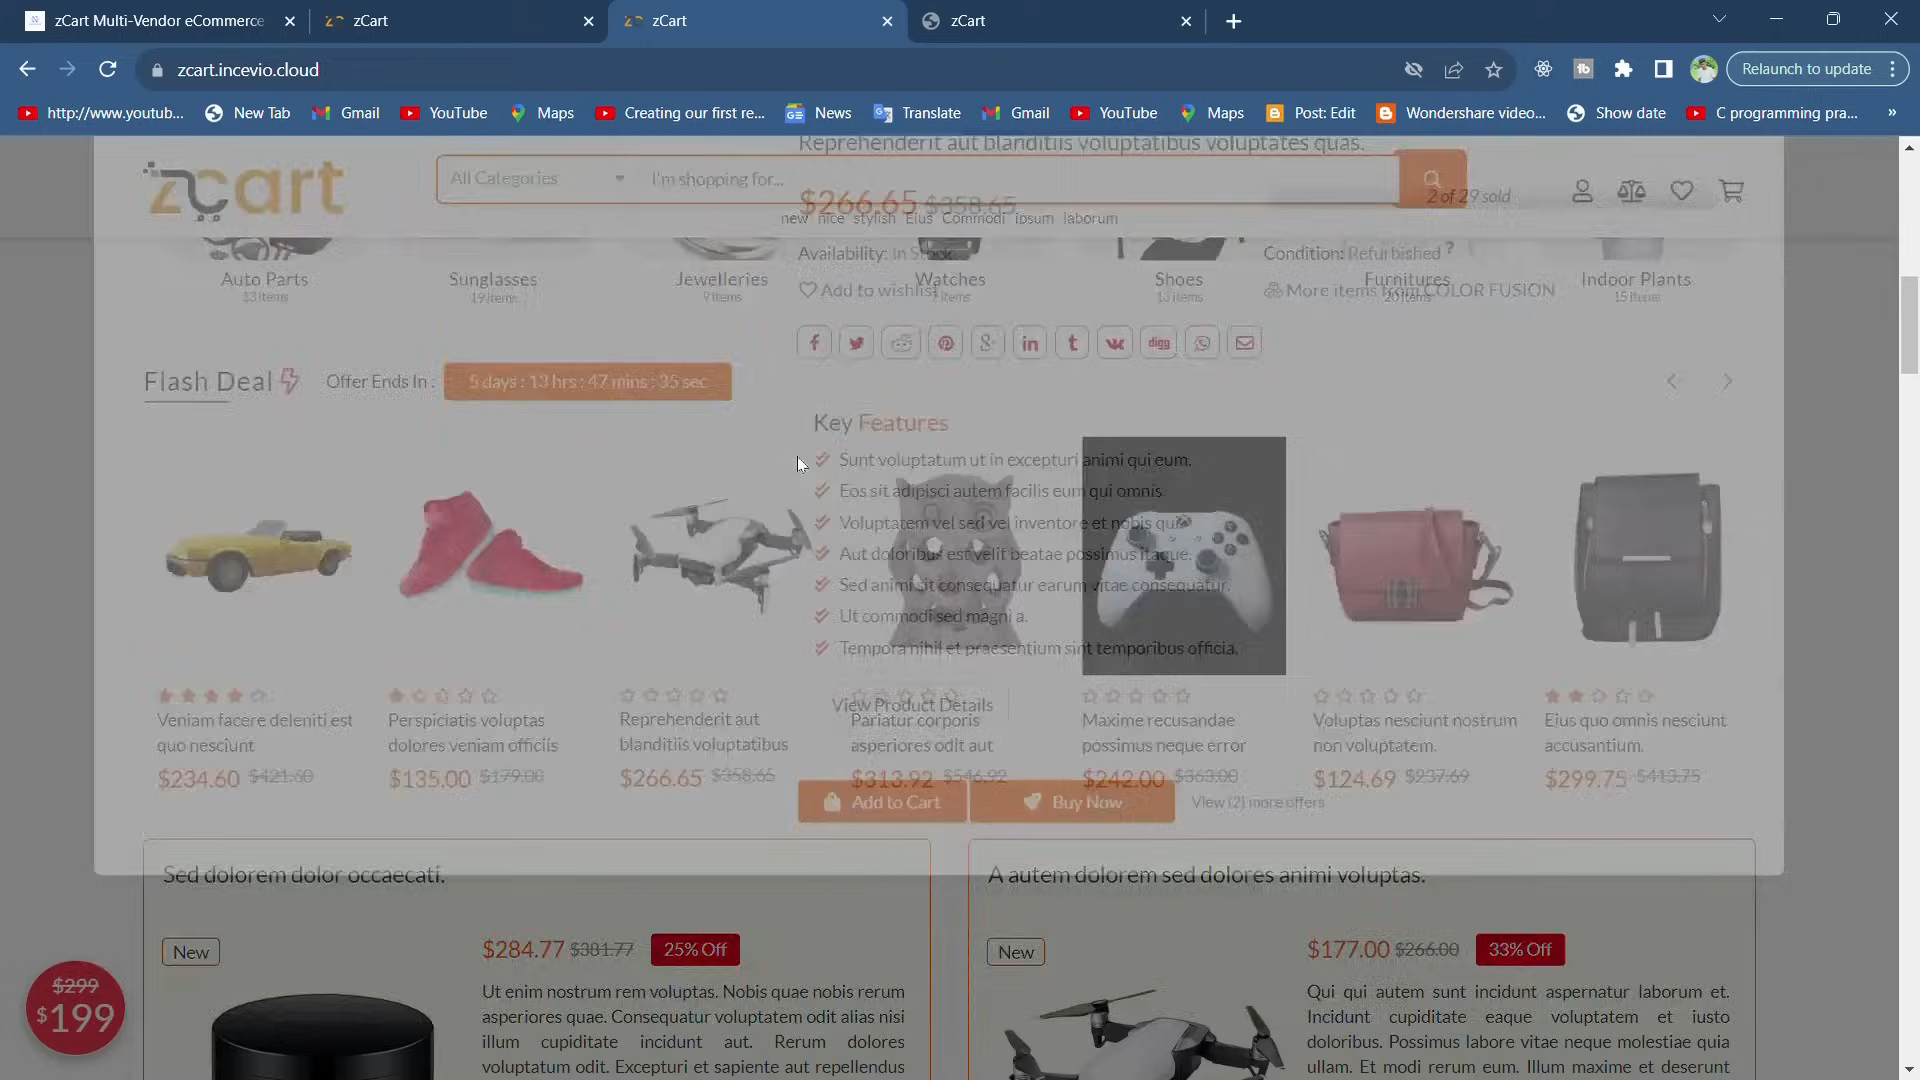 zCart Multi-Vendor eCommerce
zCart
zCart
zCart
zcart.incevio.cloud
Relaunch to update
http://www.youtub...
New Tab
Gmail
YouTube
Maps
Creating our first re...
News
Translate
Gmail
YouTube
Maps
Post: Edit
Wondershare video...
Show date
C programming pra...
»
Reprehenderit aut blanditiis voluptatibus voluptates quas.
zcart
All Categories
I'm shopping for...
$266.65 $358.65
2 of 29 sold
new nice stylish Eius Commodi ipsum laborum
Availability: In Stock
Condition: Refurbished ?
Auto Parts
13 items
Sunglasses
19 items
Jewelleries
9 items
Watches
items
Shoes
13 items
Furnitures
20 items
Indoor Plants
15 items
Add to wishlist
More items from COLOR FUSION
digg
Flash Deal
Offer Ends In :
5 days : 13 hrs : 47 mins : 35 sec
Key Features
Sunt voluptatum ut in excepturi animi qui eum.
Eos sit adipisci autem facilis eum qui omnis.
Voluptatem vel sed vel inventore et nobis qui
Aut doloribus est velit beatae possimus itaque.
Sed animi sit consequatur earum vitae consequatur.
Ut commodi sed magni a.
Tempora nihil et praesentium sint temporibus officia.
View Product Details
Veniam facere deleniti est
quo nesciunt
$234.60 $421.60
Perspiciatis voluptas
dolores veniam officiis
$135.00 $179.00
Reprehenderit aut
blanditiis voluptatibus
$266.65 $358.65
Pariatur corporis
asperiores odit aut
$313.92 $546.92
Maxime recusandae
possimus neque error
$242.00 $363.00
Voluptas nesciunt nostrum
non voluptatem.
$124.69 $237.69
Eius quo omnis nesciunt
accusantium.
$299.75 $413.75
Add to Cart
Buy Now
View (2) more offers
Sed dolorem dolor occaecati.
New
$284.77 $381.77 25% Off
Ut enim nostrum rem voluptas. Nobis quae nobis rerum
asperiores quae. Consequatur voluptatem odit alias nisi
illum cupiditate incidunt aut. Rerum dolores
voluptatum odit. Excepturi et sapiente aut repellendus
A autem dolorem sed dolores animi voluptas.
New
$177.00 $266.00 33% Off
Qui qui autem sunt incidunt aspernatur laborum et.
Incidunt cupiditate eaque voluptatem et iusto
doloribus. Possimus labore vitae neque molestiae quia
ullam. Et modi rerum eum. Illum maxime et deserunt
$299
$199